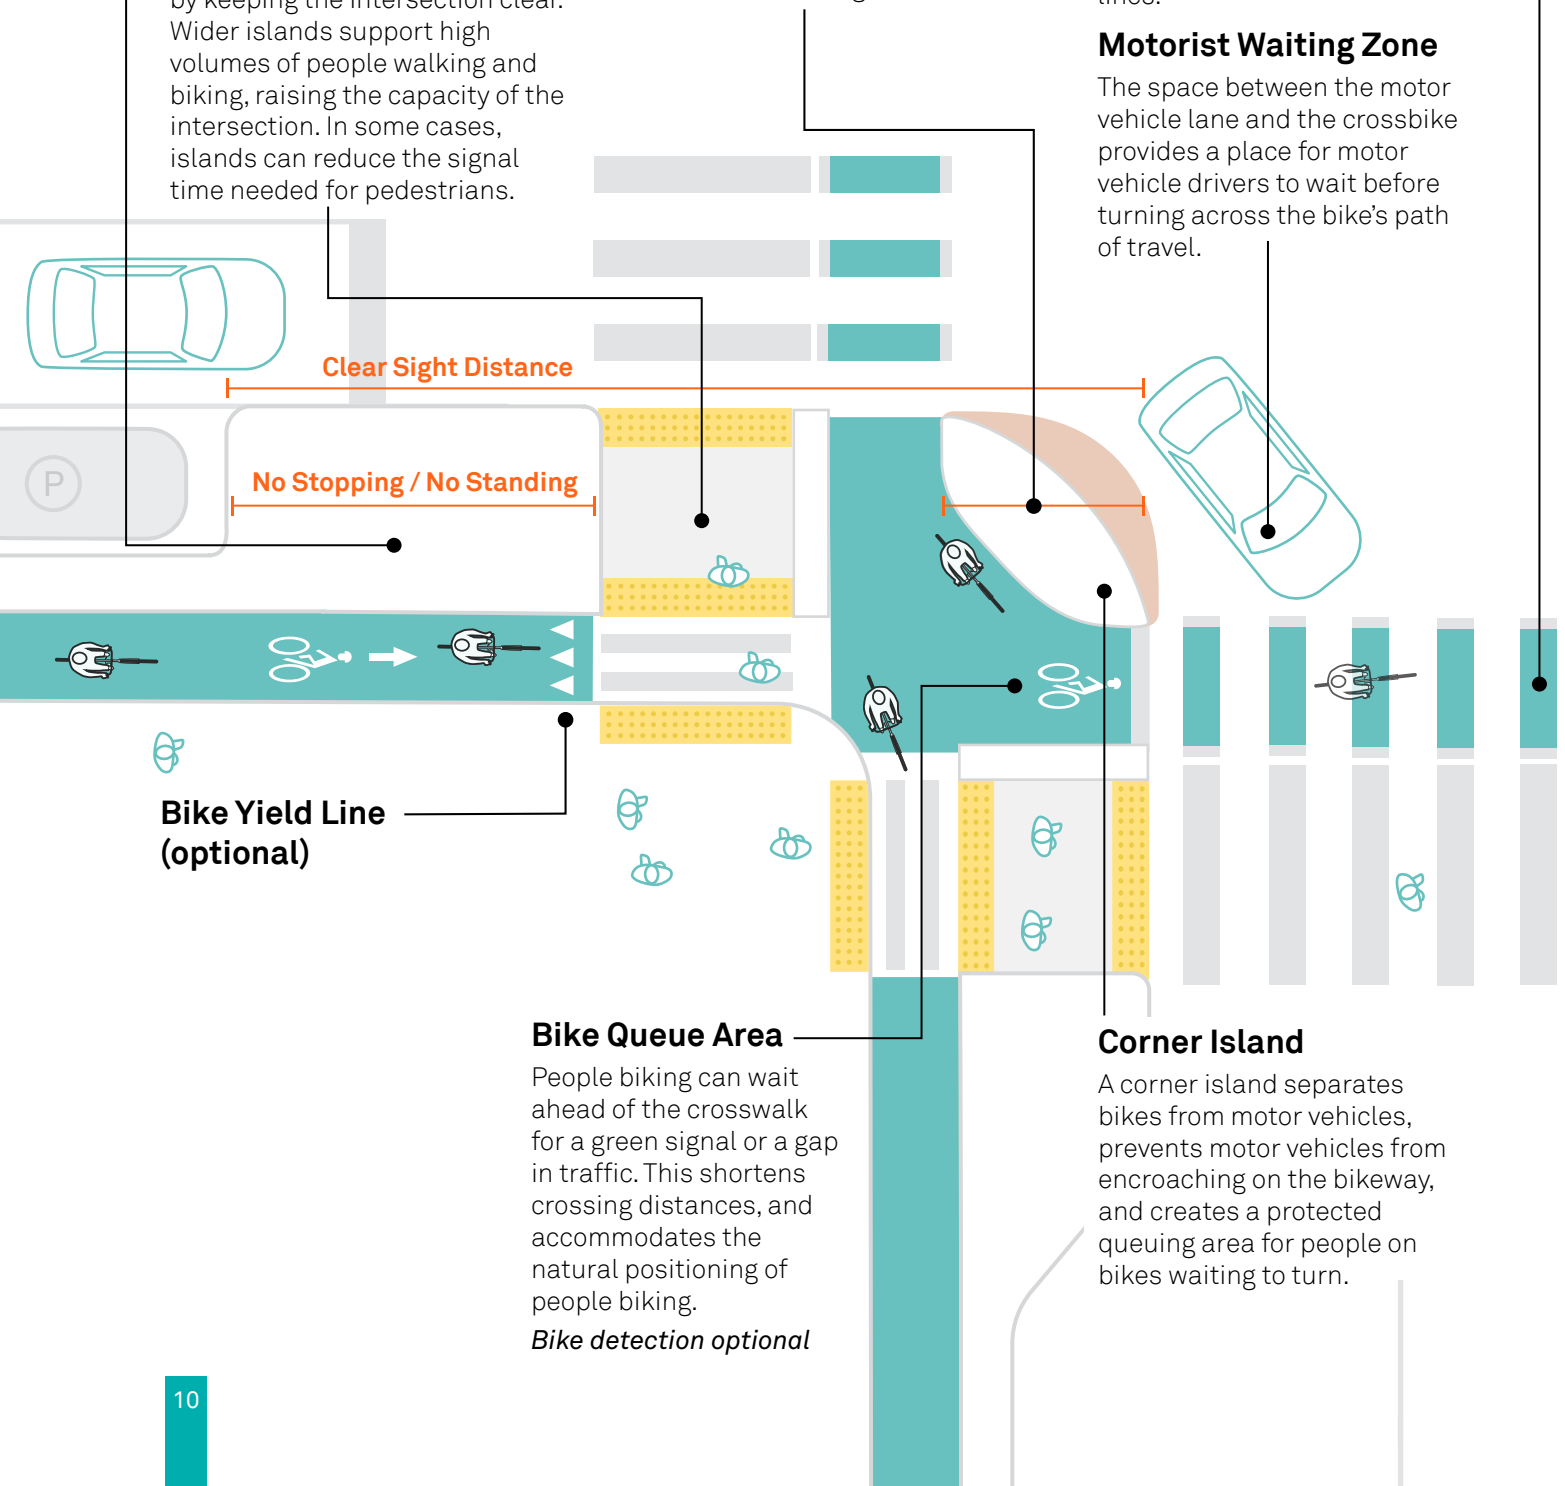 by keeping the intersection clear.
Wider islands support high
volumes of people walking and
biking, raising the capacity of the
intersection. In some cases,
islands can reduce the signal
time needed for pedestrians.
lines.
Motorist Waiting Zone
The space between the motor
vehicle lane and the crossbike
provides a place for motor
vehicle drivers to wait before
turning across the bike’s path
of travel.
Clear Sight Distance
No Stopping / No Standing
P
Bike Yield Line
(optional)
Bike Queue Area
People biking can wait
ahead of the crosswalk
for a green signal or a gap
in traffic. This shortens
crossing distances, and
accommodates the
natural positioning of
people biking.
Bike detection optional
Corner Island
A corner island separates
bikes from motor vehicles,
prevents motor vehicles from
encroaching on the bikeway,
and creates a protected
queuing area for people on
bikes waiting to turn.
10